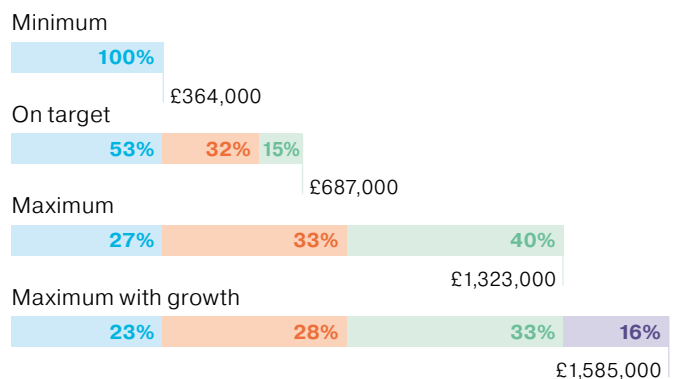 Minimum
100%
£364,000
On target
53% 32% 15%
£687,000
Maximum
27% 33% 40%
£1,323,000
Maximum with growth
23% 28% 33% 16%
£1,585,000